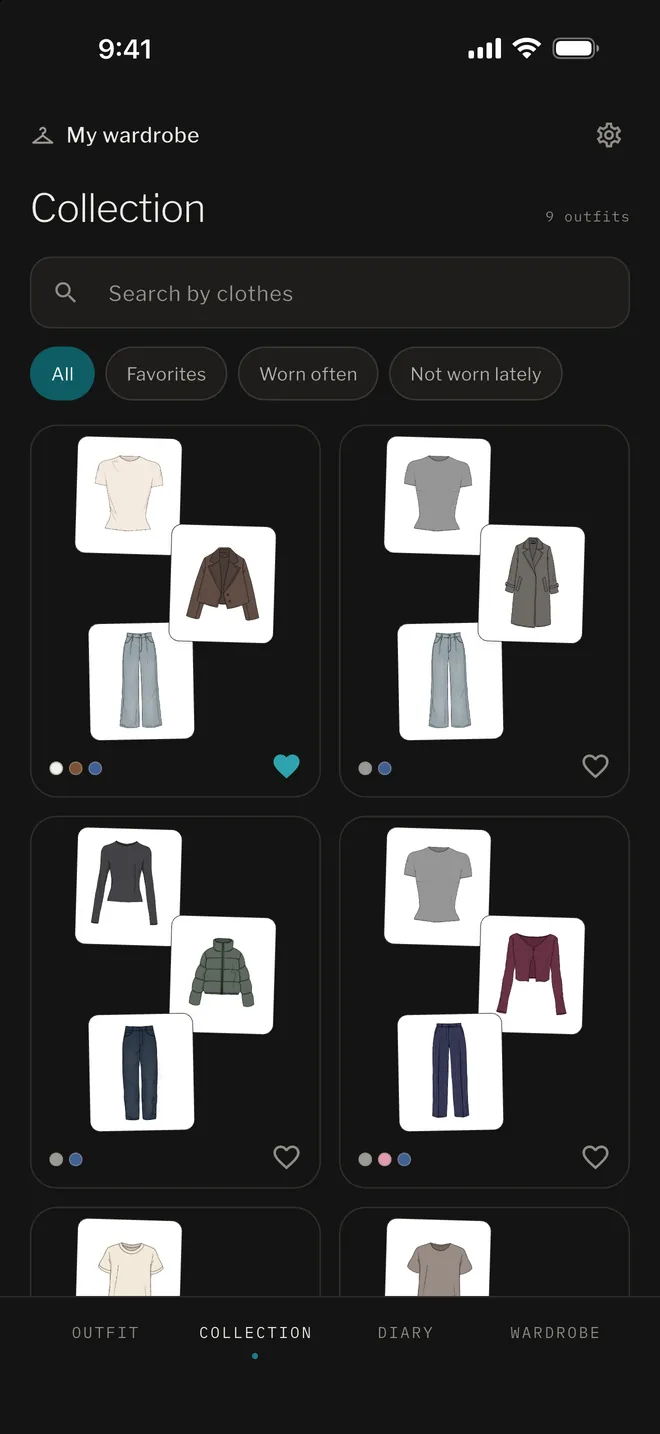 9:41
My wardrobe
Collection
9 outfits
Search by clothes
All Favorites Worn often Not worn lately
OUTFIT COLLECTION DIARY WARDROBE